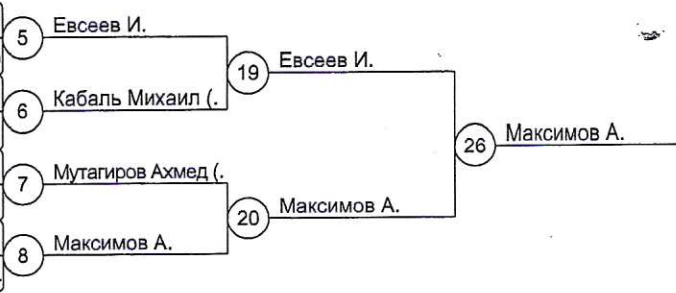 5 Евсеев И.
19 Евсеев И.
6 Кабаль Михаил (.
26 Максимов А.
7 Мутагиров Ахмед (.
20 Максимов А.
8 Максимов А.